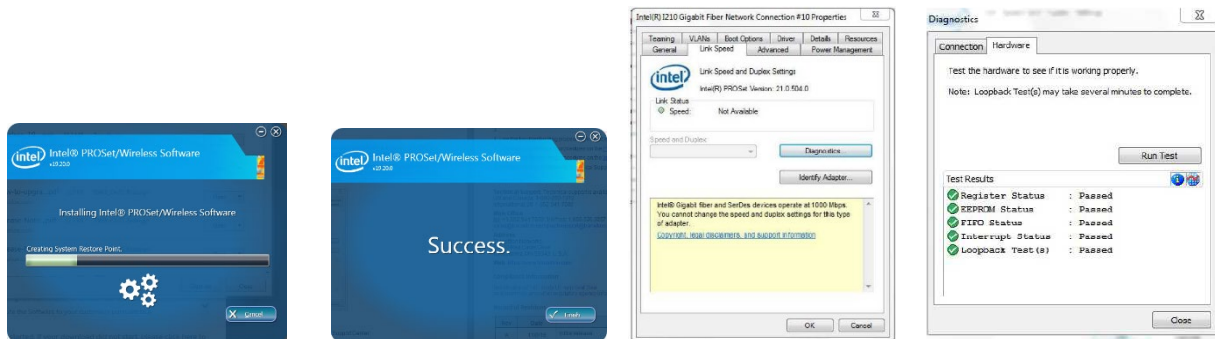 intel
Intel® PROSet/Wireless Software
v19.20.0
Installing Intel® PROSet/Wireless Software
Creating System Restore Point.
Cancel
intel
Intel® PROSet/Wireless Software
v19.20.0
Success.
Finish
Intel(R) I210 Gigabit Fiber Network Connection #10 Properties
Teaming VLANs Boot Options Driver Details Resources
General Link Speed Advanced Power Management
intel
Link Speed and Duplex Settings
Intel(R) PROSet Version: 21.0.504.0
Link Status
Speed: Not Available
Speed and Duplex
Diagnostics...
Identify Adapter...
Intel® Gigabit fiber and SerDes devices operate at 1000 Mbps.
You cannot change the speed and duplex settings for this type
of adapter.
Copyright, legal disclaimers, and support information
OK Cancel
Diagnostics
Connection Hardware
Test the hardware to see if it is working properly.
Note: Loopback Test(s) may take several minutes to complete.
Run Test
Test Results
Register Status : Passed
EEPROM Status : Passed
FIFO Status : Passed
Interrupt Status : Passed
Loopback Test(s) : Passed
Close